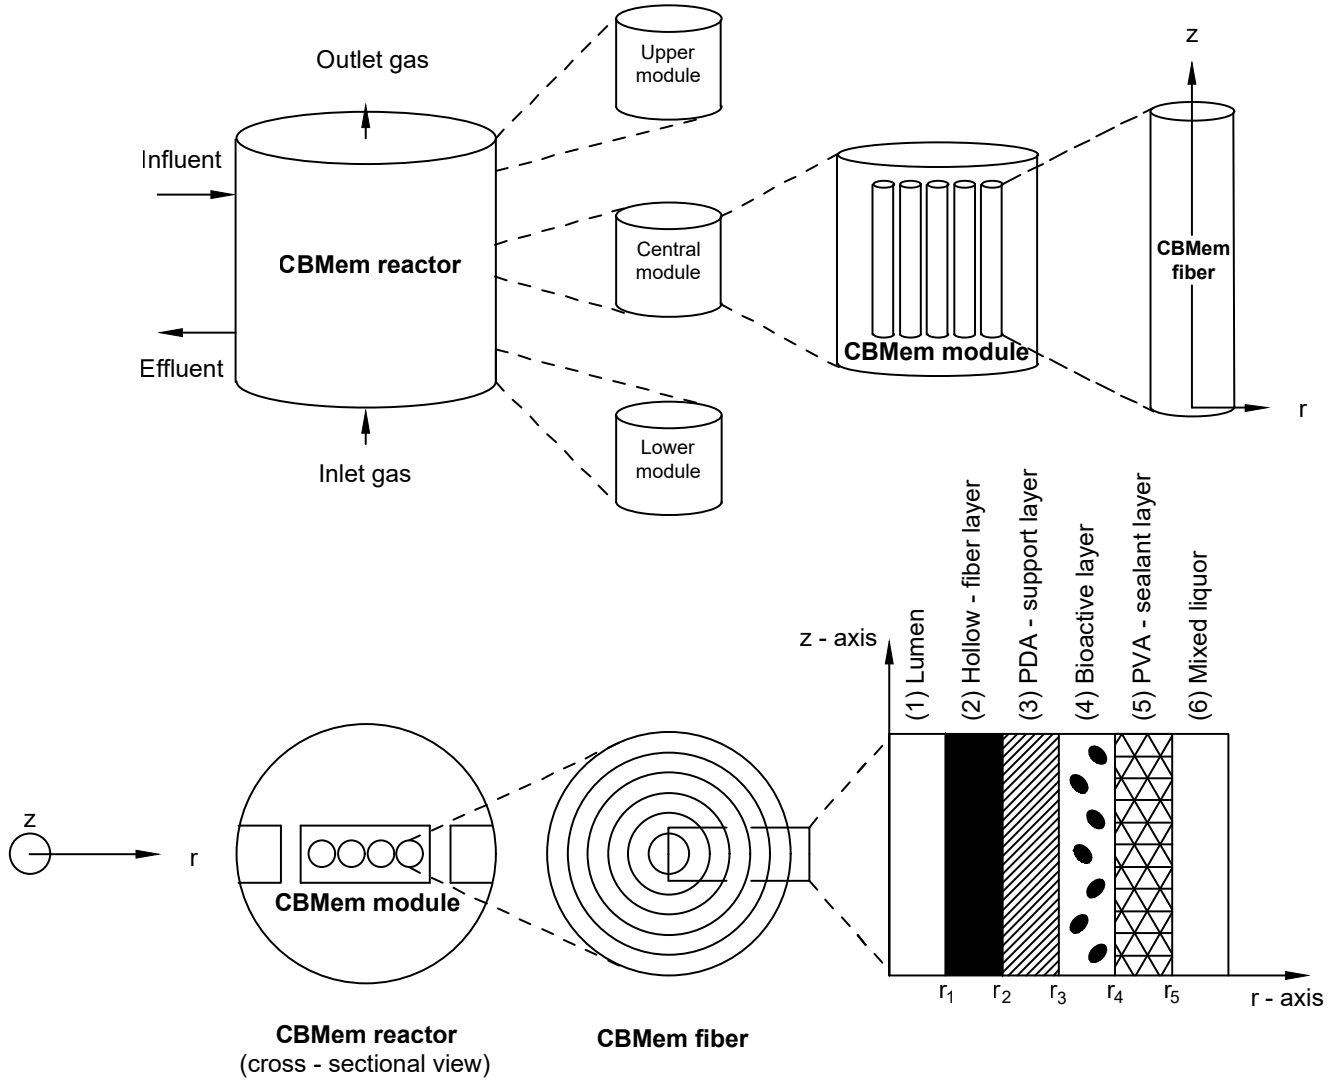 Outlet gas
Influent
CBMem reactor
Effluent
Inlet gas
Upper
module
Central
module
Lower
module
CBMem module
z
CBMem
fiber
r
z
r
CBMem module
CBMem reactor
(cross - sectional view)
CBMem fiber
z - axis
(1) Lumen
(2) Hollow - fiber layer
(3) PDA - support layer
(4) Bioactive layer
(5) PVA - sealant layer
(6) Mixed liquor
r1
r2
r3
r4
r5
r - axis